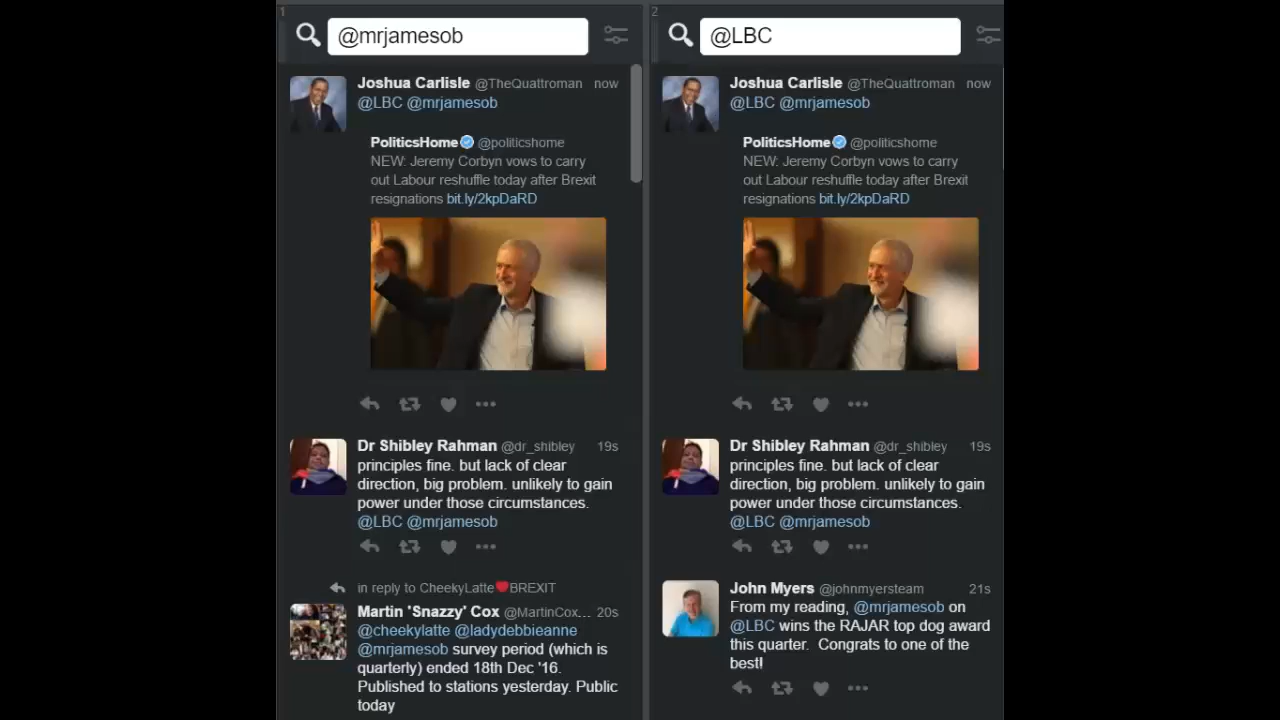 1
@mrjamesob
Joshua Carlisle @TheQuattroman now
@LBC @mrjamesob
PoliticsHome @politicshome
NEW: Jeremy Corbyn vows to carry
out Labour reshuffle today after Brexit
resignations bit.ly/2kpDaRD
Dr Shibley Rahman @dr_shibley 19s
principles fine. but lack of clear
direction, big problem. unlikely to gain
power under those circumstances.
@LBC @mrjamesob
in reply to CheekyLatte❤BREXIT
Martin 'Snazzy' Cox @MartinCox... 20s
@cheekylatte @ladydebbieanne
@mrjamesob survey period (which is
quarterly) ended 18th Dec '16.
Published to stations yesterday. Public
today
2
@LBC
Joshua Carlisle @TheQuattroman now
@LBC @mrjamesob
PoliticsHome @politicshome
NEW: Jeremy Corbyn vows to carry
out Labour reshuffle today after Brexit
resignations bit.ly/2kpDaRD
Dr Shibley Rahman @dr_shibley 19s
principles fine. but lack of clear
direction, big problem. unlikely to gain
power under those circumstances.
@LBC @mrjamesob
John Myers @johnmyersteam 21s
From my reading, @mrjamesob on
@LBC wins the RAJAR top dog award
this quarter. Congrats to one of the
best!